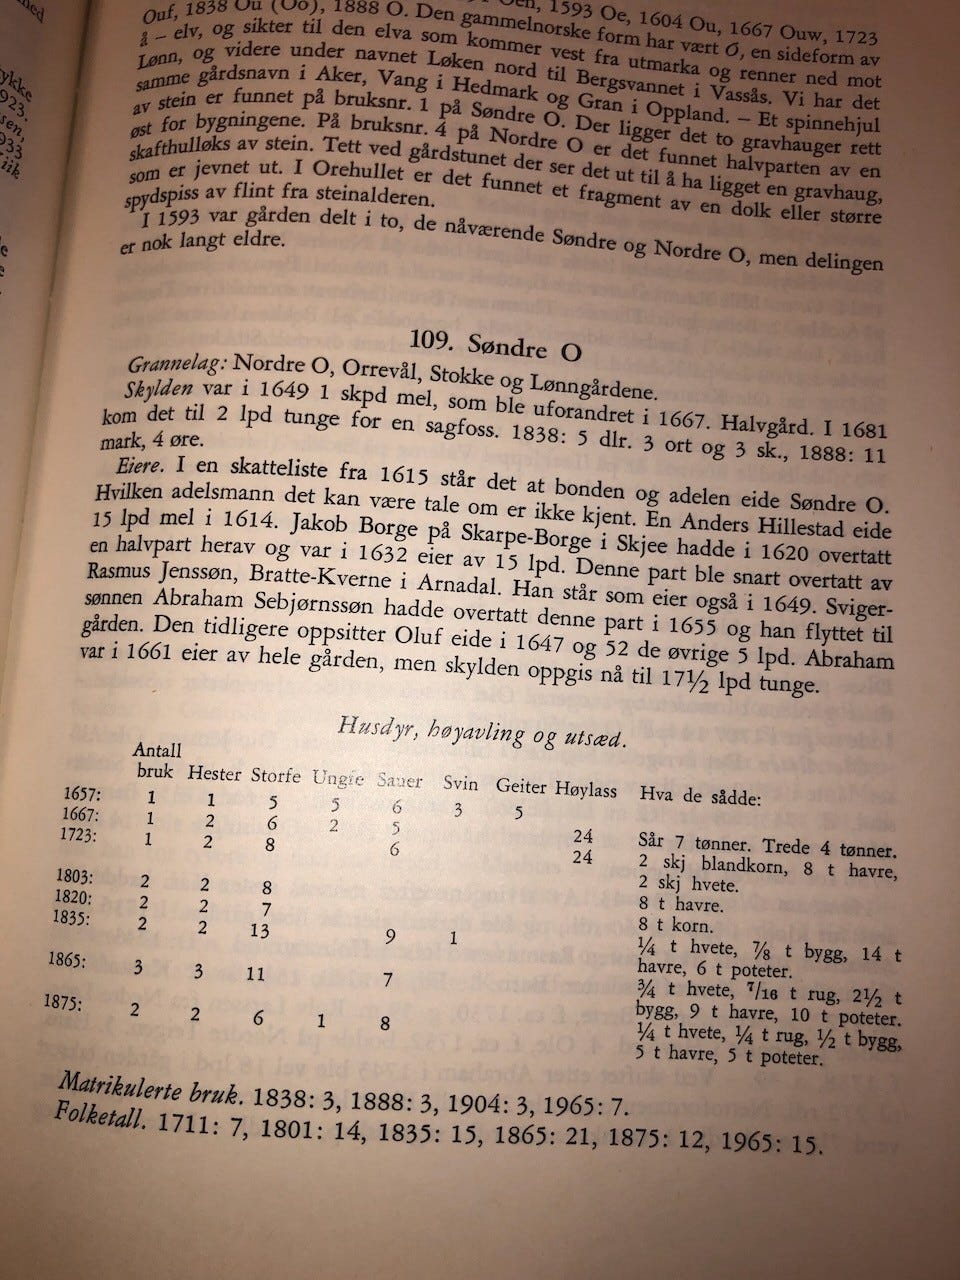 Oen, 1593 Oe, 1604 Ou, 1667 Ouw, 1723
Ouf, 1838 Ou (Oo), 1888 O. Den gammelnorske form har vært Ó, en sideform av
å – elv, og sikter til den elva som kommer vest fra utmarka og renner ned mot
Lønn, og videre under navnet Løken nord til Bergsvannet i Vassås. Vi har det
samme gårdsnavn i Aker, Vang i Hedmark og Gran i Oppland. – Et spinnehjul
av stein er funnet på bruksnr. 1 på Søndre O. Der ligger det to gravhauger rett
øst for bygningene. På bruksnr. 4 på Nordre O er det funnet halvparten av en
skafthulløks av stein. Tett ved gårdstunet der ser det ut til å ha ligget en gravhaug,
som er jevnet ut. I Orehullet er det funnet et fragment av en dolk eller større
spydspiss av flint fra steinalderen.
I 1593 var gården delt i to, de nåværende Søndre og Nordre O, men delingen
er nok langt eldre.
109. Søndre O
Grannelag: Nordre O, Orrevål, Stokke og Lønngårdene.
Skylden var i 1649 1 skpd mel, som ble uforandret i 1667. Halvgård. I 1681
kom det til 2 lpd tunge for en sagfoss. 1838: 5 dlr. 3 ort og 3 sk., 1888: 11
mark, 4 øre.
Eiere. I en skatteliste fra 1615 står det at bonden og adelen eide Søndre O.
Hvilken adelsmann det kan være tale om er ikke kjent. En Anders Hillestad eide
15 lpd mel i 1614. Jakob Borge på Skarpe-Borge i Skjee hadde i 1620 overtatt
en halvpart herav og var i 1632 eier av 15 lpd. Denne part ble snart overtatt av
Rasmus Jenssøn, Bratte-Kverne i Arnadal. Han står som eier også i 1649. Sviger-
sønnen Abraham Sebjørnssøn hadde overtatt denne part i 1655 og han flyttet til
gården. Den tidligere oppsitter Oluf eide i 1647 og 52 de øvrige 5 lpd. Abraham
var i 1661 eier av hele gården, men skylden oppgis nå til 17½ lpd tunge.
Husdyr, høyavling og utsæd.
Antall
bruk Hester Storfe Ungfe Sauer Svin Geiter Høylass Hva de sådde:
1657: 1 1 5 5 6 3 5
1667: 1 2 6 2 5 24 Sår 7 tønner. Trede 4 tønner.
1723: 1 2 8 6 24 2 skj blandkorn, 8 t havre,
2 skj hvete.
1803: 2 2 8 8 t havre.
1820: 2 2 7 8 t korn.
1835: 2 2 13 9 1 ¼ t hvete, ⅞ t bygg, 14 t
havre, 6 t poteter.
1865: 3 3 11 7 ¾ t hvete, 7/16 t rug, 2½ t
bygg, 9 t havre, 10 t poteter.
1875: 2 2 6 1 8 ¼ t hvete, ¼ t rug, ½ t bygg,
5 t havre, 5 t poteter.
Matrikulerte bruk. 1838: 3, 1888: 3, 1904: 3, 1965: 7.
Folketall. 1711: 7, 1801: 14, 1835: 15, 1865: 21, 1875: 12, 1965: 15.